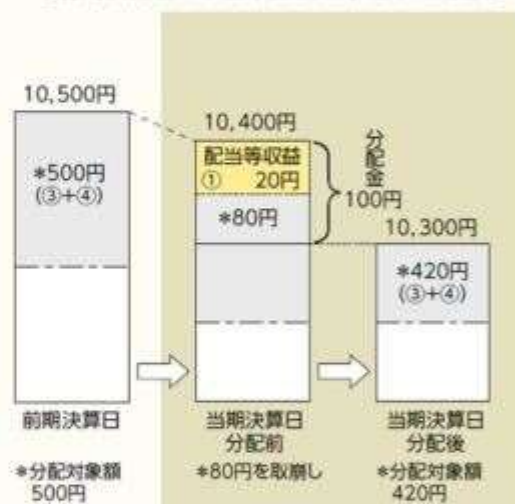 10,500円
*500円
(③+④)
前期決算日
*分配対象額
500円
10,400円
配当等収益
① 20円
*80円
分配金
100円
当期決算日
分配前
*80円を取崩し
10,300円
*420円
(③+④)
当期決算日
分配後
*分配対象額
420円